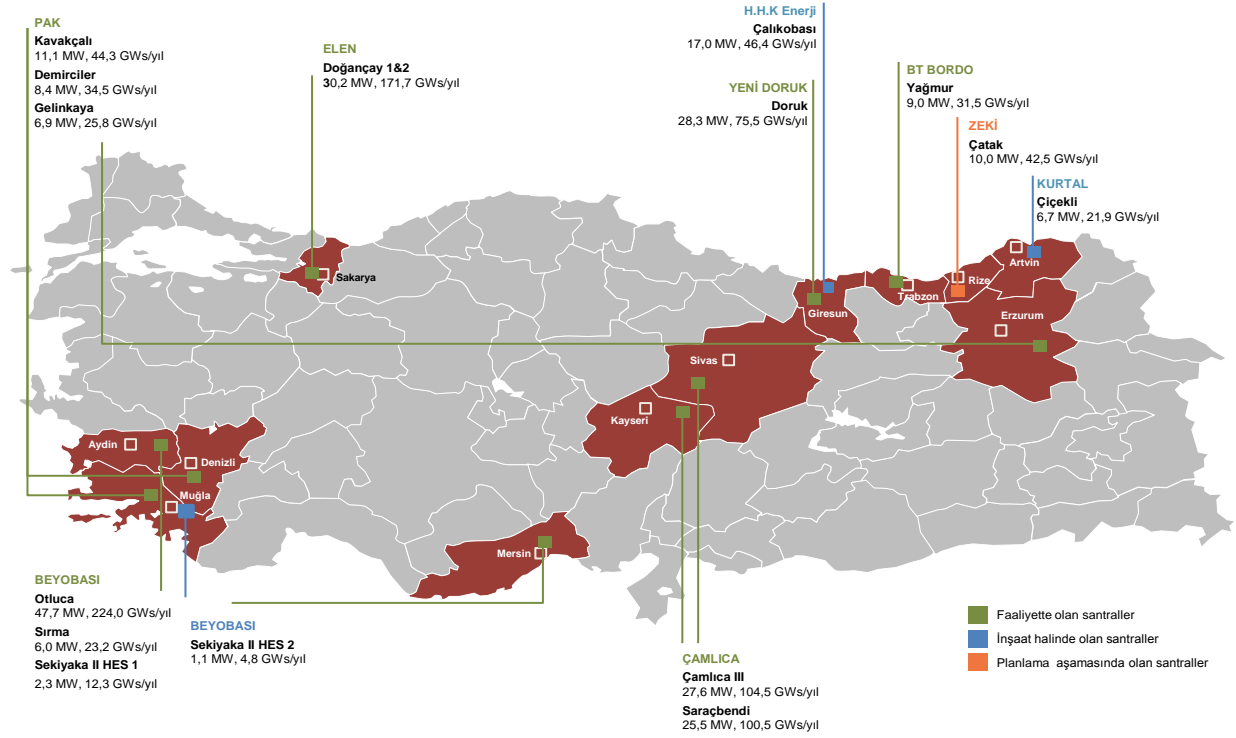 PAK
Kavakçalı
11,1 MW, 44,3 GWs/yıl
Demirciler
8,4 MW, 34,5 GWs/yıl
Gelinkaya
6,9 MW, 25,8 GWs/yıl
ELEN
Doğançay 1&2
30,2 MW, 171,7 GWs/yıl
H.H.K Enerji
Çalıkobası
17,0 MW, 46,4 GWs/yıl
YENİ DORUK
Doruk
28,3 MW, 75,5 GWs/yıl
BT BORDO
Yağmur
9,0 MW, 31,5 GWs/yıl
ZEKİ
Çatak
10,0 MW, 42,5 GWs/yıl
KURTAL
Çiçekli
6,7 MW, 21,9 GWs/yıl
Sakarya
Artvin
Rize
Trabzon
Giresun
Erzurum
Sivas
Kayseri
Aydin
Denizli
Muğla
Mersin
BEYOBASI
Otluca
47,7 MW, 224,0 GWs/yıl
Sırma
6,0 MW, 23,2 GWs/yıl
Sekiyaka II HES 1
2,3 MW, 12,3 GWs/yıl
BEYOBASI
Sekiyaka II HES 2
1,1 MW, 4,8 GWs/yıl
ÇAMLICA
Çamlıca III
27,6 MW, 104,5 GWs/yıl
Saraçbendi
25,5 MW, 100,5 GWs/yıl
Faaliyette olan santraller
İnşaat halinde olan santraller
Planlama aşamasında olan santraller